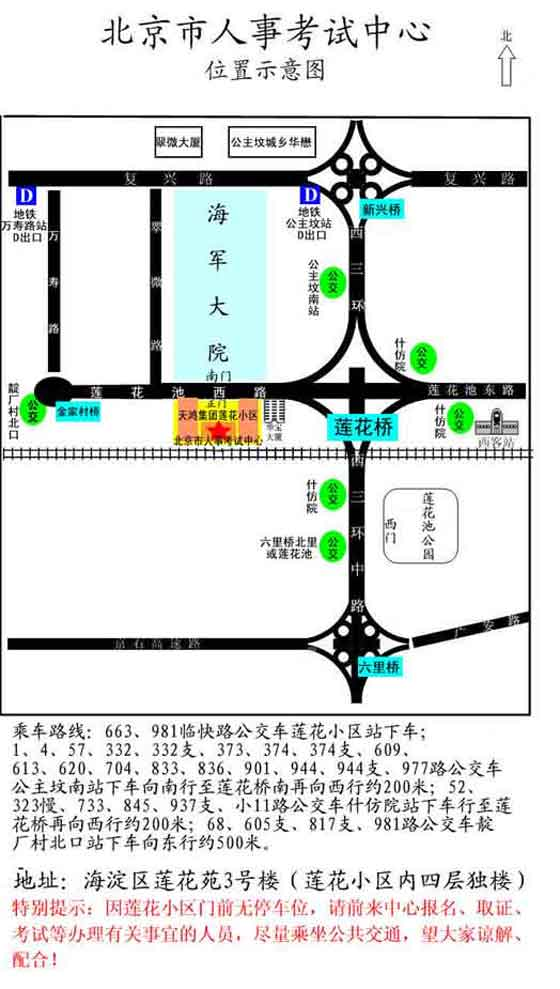 北京市人事考试中心
位置示意图
北
翠微大厦
公主坟城乡华懋
复兴路
复兴路
D
地铁
万寿路站
D出口
D
地铁
公主坟站
D出口
新兴桥
万寿路
翠微路
海军大院
南门
西三环
公主坟南站
公交
什仿院
公交
靛厂村北口
公交
金家村桥
莲花池西路
莲花池东路
正门
天鸿集团莲花小区
北京市人事考试中心
莲花桥
什仿院
公交
西客站
西三环中路
什仿院
公交
六里桥北里
或莲花池
公交
西门
莲花池公园
京石高速路
广安路
六里桥
乘车路线：663、981临快路公交车莲花小区站下车；
1、4、57、332、332支、373、374、374支、609、
613、620、704、833、836、901、944、944支、977路公交车
公主坟南站下车向南行至莲花桥南再向西行约200米；52、
323慢、733、845、937支、小11路公交车什仿院站下车行至莲
花桥再向西行约200米；68、605支、817支、981路公交车靛
厂村北口站下车向东行约500米。
地址：海淀区莲花苑3号楼（莲花小区内四层独楼）
特别提示：因莲花小区门前无停车位，请前来中心报名、取证、
考试等办理有关事宜的人员，尽量乘坐公共交通，望大家谅解、
配合！